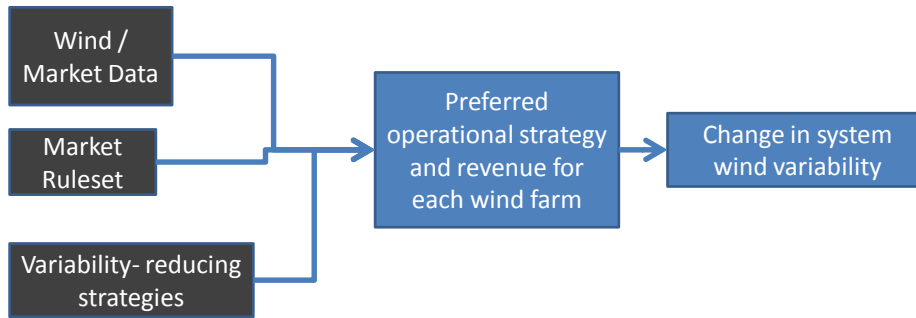 Wind /
Market Data
Market
Ruleset
Variability- reducing
strategies
Preferred
operational strategy
and revenue for
each wind farm
Change in system
wind variability